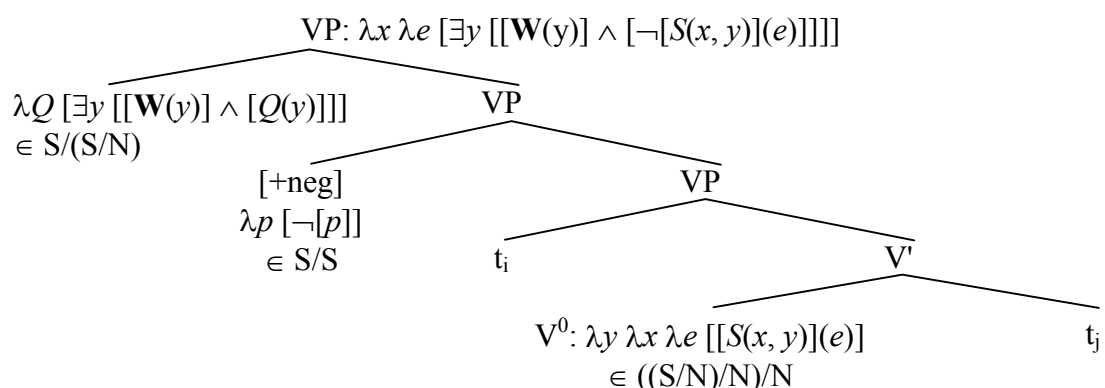 VP: λx λe [∃y [[W(y)] ∧ [¬[S(x, y)](e)]]]]
λQ [∃y [[W(y)] ∧ [Q(y)]]] VP
∈ S/(S/N)
[+neg] VP
λp [¬[p]]
∈ S/S tᵢ V'
V⁰: λy λx λe [[S(x, y)](e)] tⱼ
∈ ((S/N)/N)/N